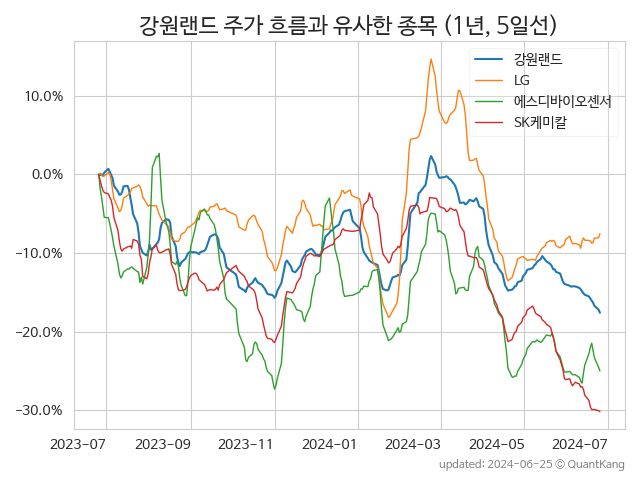 강원랜드 주가 흐름과 유사한 종목 (1년, 5일선)
강원랜드
LG
에스디바이오센서
SK케미칼
10.0%
0.0%
−10.0%
−20.0%
−30.0%
2023-07
2023-09
2023-11
2024-01
2024-03
2024-05
2024-07
updated: 2024-06-25 © QuantKang